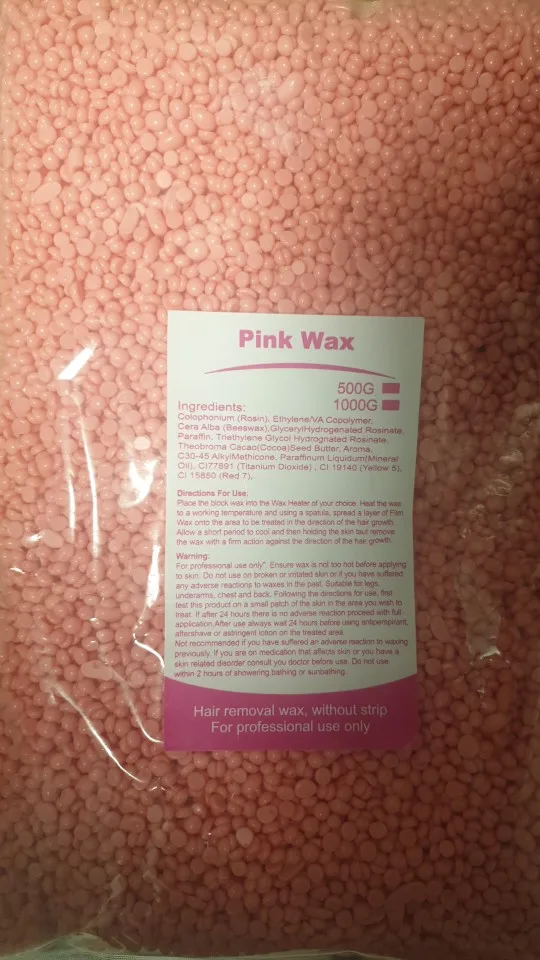 Pink Wax
500G
1000G
Ingredients:
Colophonium (Rosin), Ethylene/VA Copolymer,
Cera Alba (Beeswax),GlycerylHydrogenated Rosinate,
Paraffin, Triethylene Glycol Hydrognated Rosinate,
Theobroma Cacao(Cocoa)Seed Butter, Aroma,
C30-45 AlkylMethicone, Paraffinum Liquidum(Mineral
Oil), CI77891 (Titanium Dioxide) , CI 19140 (Yellow 5),
CI 15850 (Red 7),.
Directions For Use:
Place the block wax into the Wax Heater of your choice. Heat the wax
to a working temperature and using a spatula, spread a layer of Film
Wax onto the area to be treated in the direction of the hair growth.
Allow a short period to cool and then holding the skin taut remove
the wax with a firm action against the direction of the hair growth.
Warning:
For professional use only". Ensure wax is not too hot before applying
to skin. Do not use on broken or irritated skin or if you have suffered
any adverse reactions to waxes in the past. Suitable for legs,
underarms, chest and back. Following the directions for use, first
test this product on a small patch of the skin in the area you wish to
treat. If after 24 hours there is no adverse reaction proceed with full
application.After use always wait 24 hours before using antiperspirant,
aftershave or astringent lotion on the treated area.
Not recommended if you have suffered an adverse reaction to waxing
previously. If you are on medication that affects skin or you have a
skin related disorder consult you doctor before use. Do not use
within 2 hours of showering,bathing or sunbathing.
Hair removal wax, without strip
For professional use only